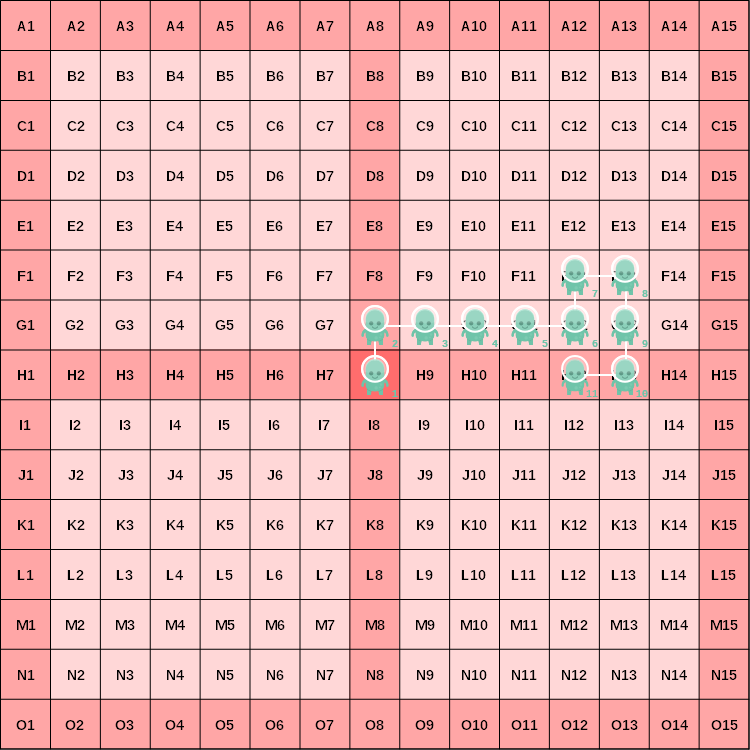 A1 A2 A3 A4 A5 A6 A7 A8 A9 A10 A11 A12 A13 A14 A15
B1 B2 B3 B4 B5 B6 B7 B8 B9 B10 B11 B12 B13 B14 B15
C1 C2 C3 C4 C5 C6 C7 C8 C9 C10 C11 C12 C13 C14 C15
D1 D2 D3 D4 D5 D6 D7 D8 D9 D10 D11 D12 D13 D14 D15
E1 E2 E3 E4 E5 E6 E7 E8 E9 E10 E11 E12 E13 E14 E15
F1 F2 F3 F4 F5 F6 F7 F8 F9 F10 F11 7 8 F14 F15
G1 G2 G3 G4 G5 G6 G7 2 3 4 5 6 9 G14 G15
H1 H2 H3 H4 H5 H6 H7 1 H9 H10 H11 11 10 H14 H15
I1 I2 I3 I4 I5 I6 I7 I8 I9 I10 I11 I12 I13 I14 I15
J1 J2 J3 J4 J5 J6 J7 J8 J9 J10 J11 J12 J13 J14 J15
K1 K2 K3 K4 K5 K6 K7 K8 K9 K10 K11 K12 K13 K14 K15
L1 L2 L3 L4 L5 L6 L7 L8 L9 L10 L11 L12 L13 L14 L15
M1 M2 M3 M4 M5 M6 M7 M8 M9 M10 M11 M12 M13 M14 M15
N1 N2 N3 N4 N5 N6 N7 N8 N9 N10 N11 N12 N13 N14 N15
O1 O2 O3 O4 O5 O6 O7 O8 O9 O10 O11 O12 O13 O14 O15